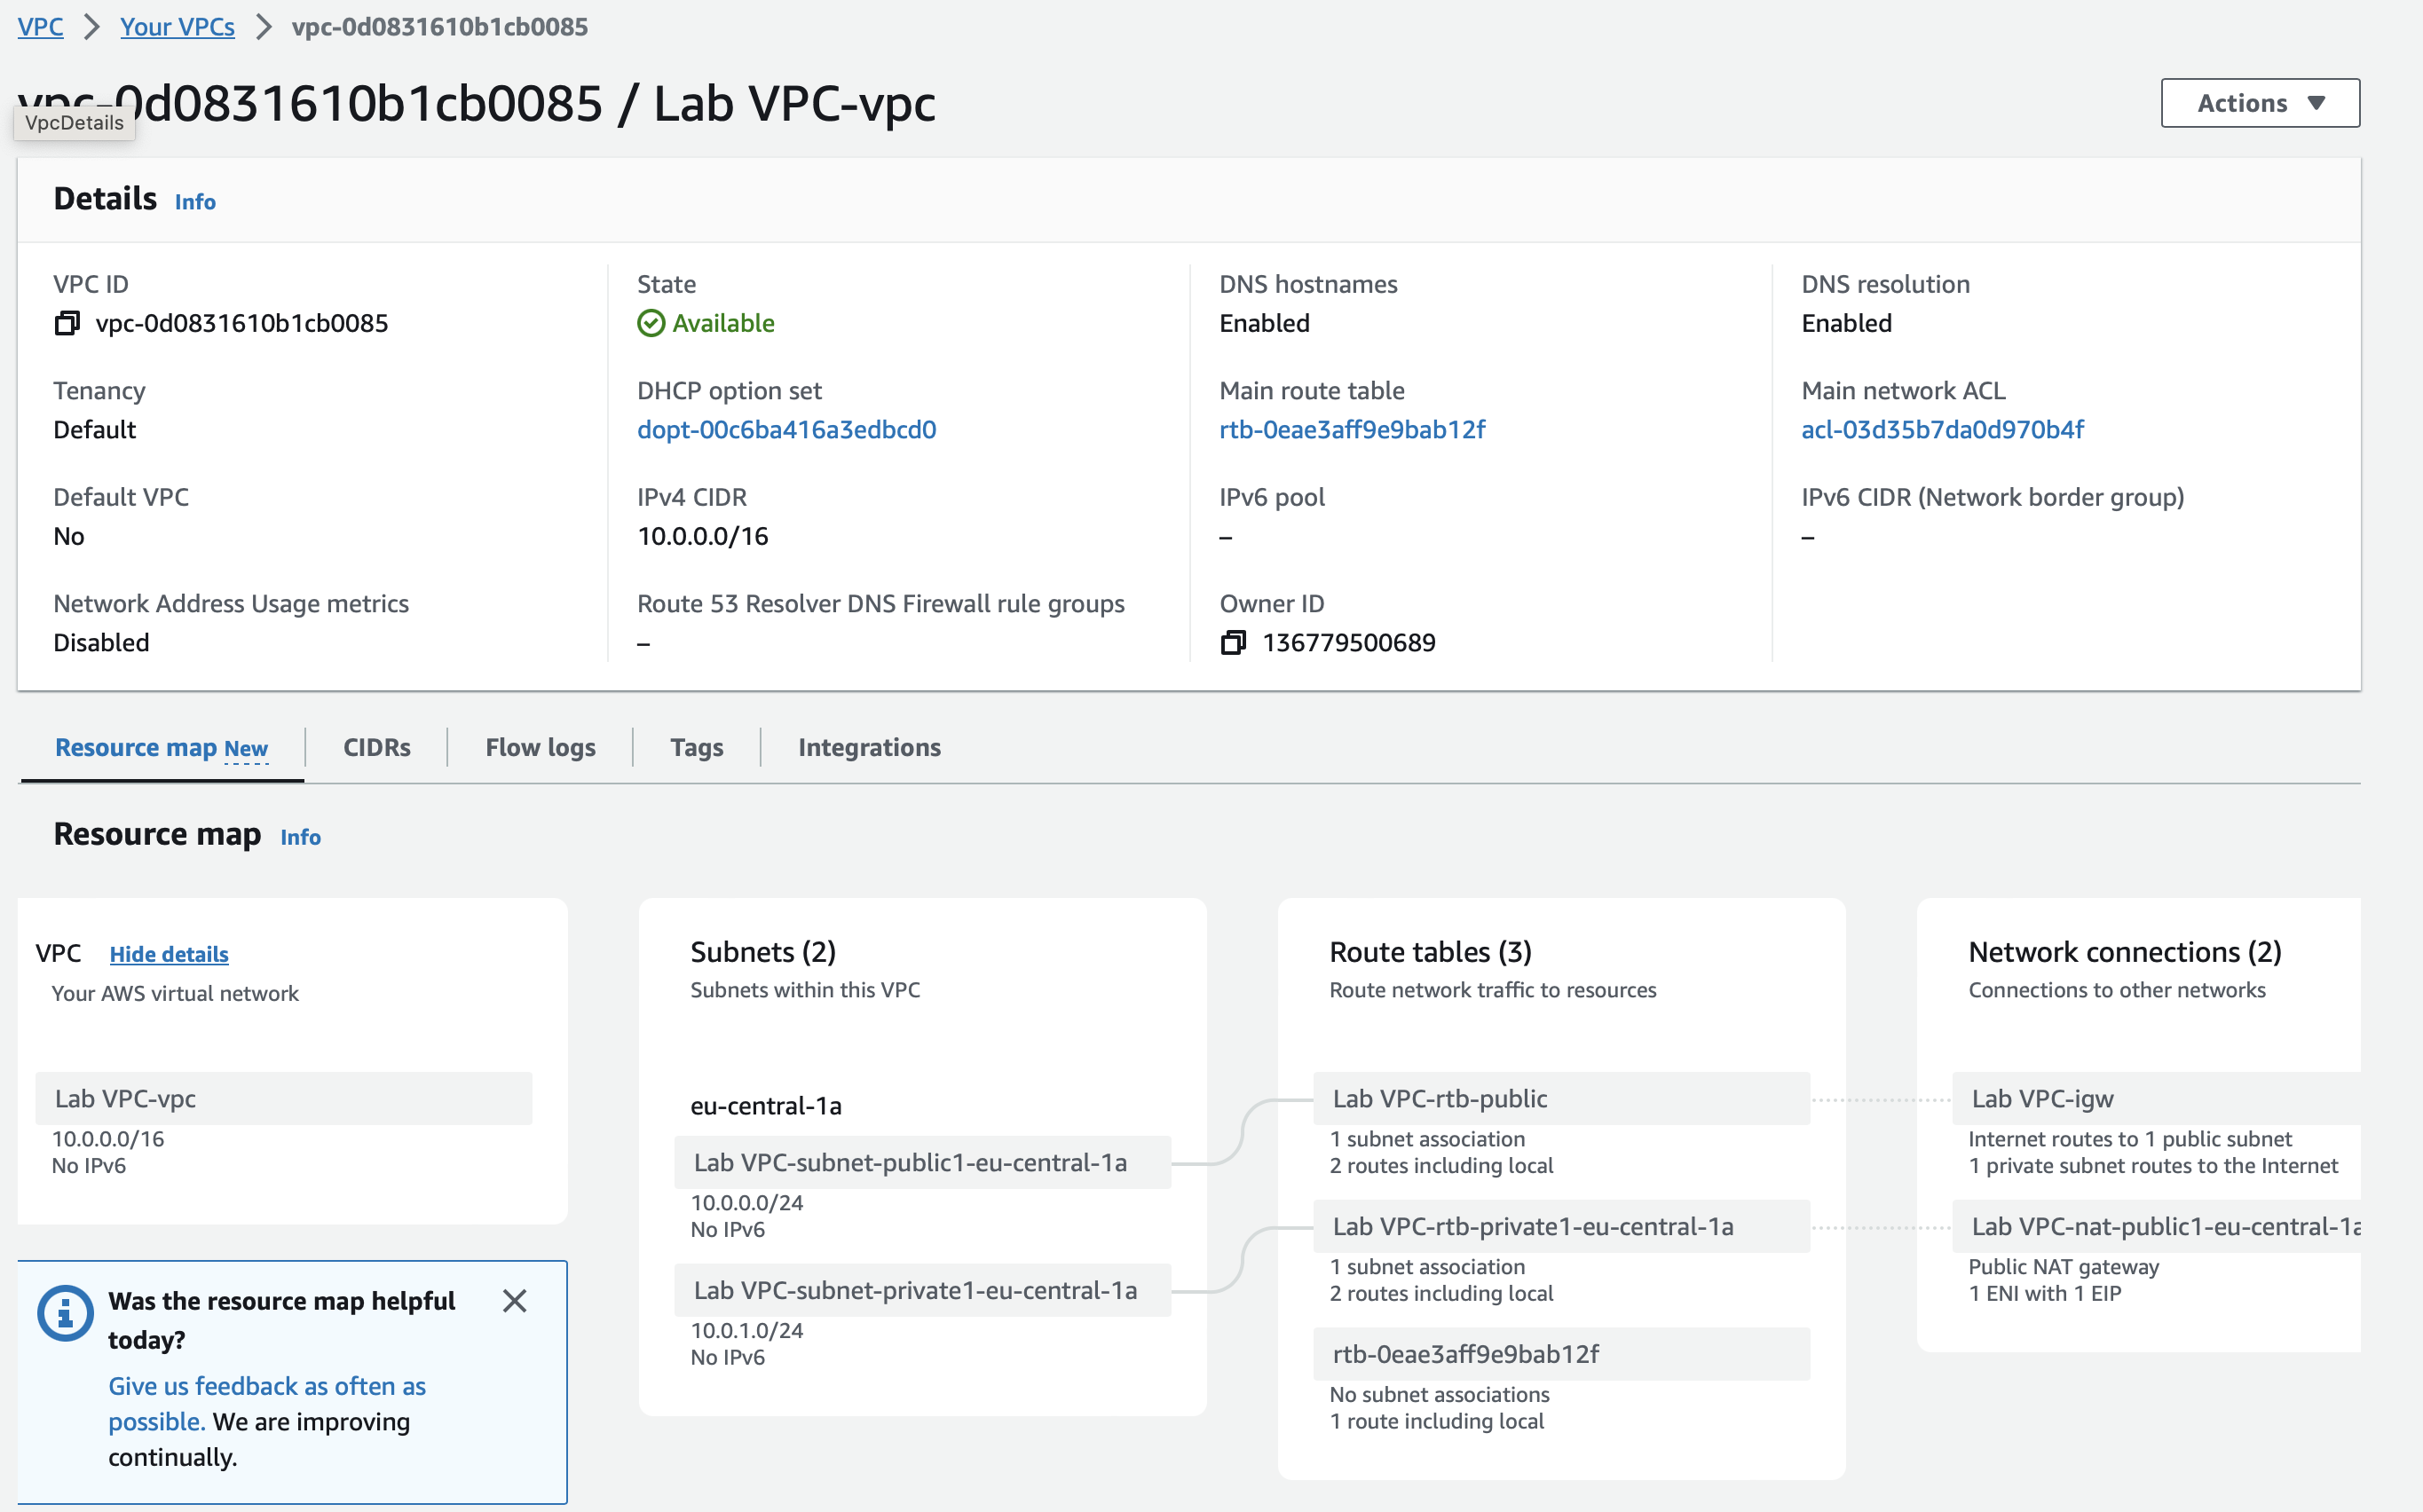 VPC > Your VPCs > vpc-0d0831610b1cb0085
vpc-0d0831610b1cb0085 / Lab VPC-vpc
VpcDetails
Actions
Details Info
VPC ID
vpc-0d0831610b1cb0085
State
Available
DNS hostnames
Enabled
DNS resolution
Enabled
Tenancy
Default
DHCP option set
dopt-00c6ba416a3edbcd0
Main route table
rtb-0eae3aff9e9bab12f
Main network ACL
acl-03d35b7da0d970b4f
Default VPC
No
IPv4 CIDR
10.0.0.0/16
IPv6 pool
–
IPv6 CIDR (Network border group)
–
Network Address Usage metrics
Disabled
Route 53 Resolver DNS Firewall rule groups
–
Owner ID
136779500689
Resource map New
CIDRs
Flow logs
Tags
Integrations
Resource map Info
VPC Hide details
Your AWS virtual network
Lab VPC-vpc
10.0.0.0/16
No IPv6
Was the resource map helpful
today?
Give us feedback as often as
possible. We are improving
continually.
Subnets (2)
Subnets within this VPC
eu-central-1a
Lab VPC-subnet-public1-eu-central-1a
10.0.0.0/24
No IPv6
Lab VPC-subnet-private1-eu-central-1a
10.0.1.0/24
No IPv6
Route tables (3)
Route network traffic to resources
Lab VPC-rtb-public
1 subnet association
2 routes including local
Lab VPC-rtb-private1-eu-central-1a
1 subnet association
2 routes including local
rtb-0eae3aff9e9bab12f
No subnet associations
1 route including local
Network connections (2)
Connections to other networks
Lab VPC-igw
Internet routes to 1 public subnet
1 private subnet routes to the Internet
Lab VPC-nat-public1-eu-central-1a
Public NAT gateway
1 ENI with 1 EIP